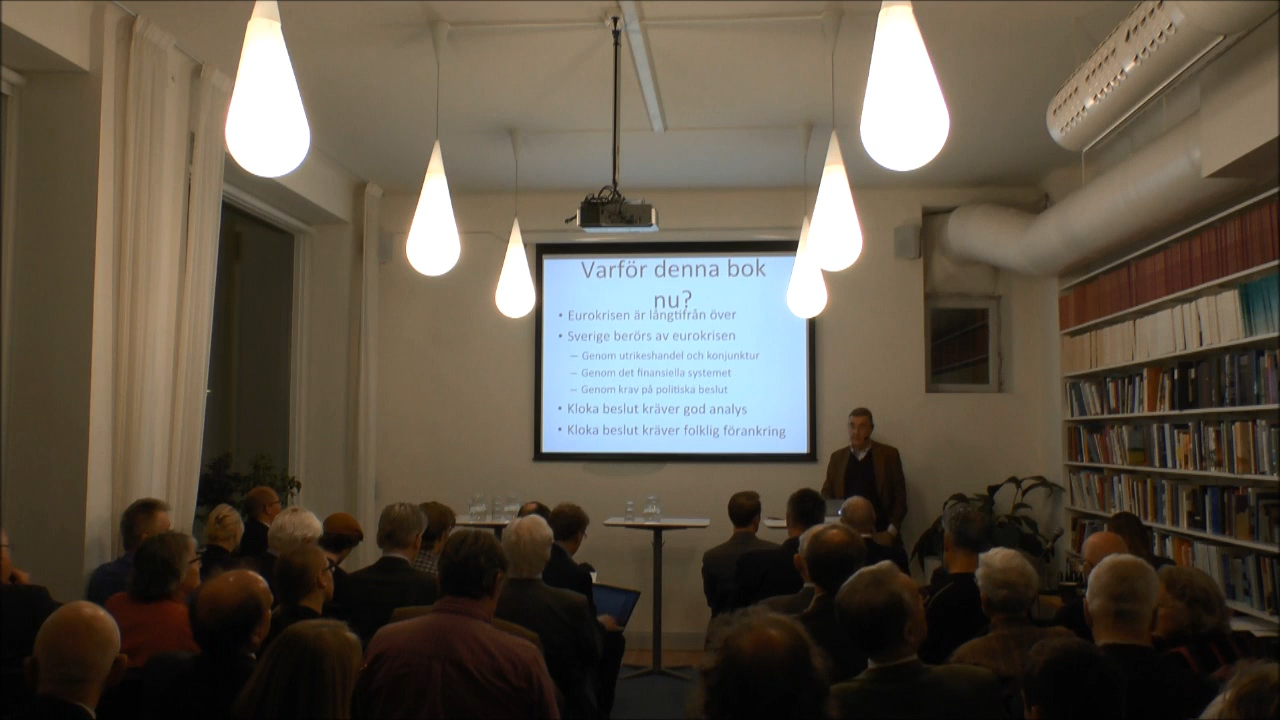 Varför denna bok
nu?
• Eurokrisen är långtifrån över
• Sverige berörs av eurokrisen
– Genom utrikeshandel och konjunktur
– Genom det finansiella systemet
– Genom krav på politiska beslut
• Kloka beslut kräver god analys
• Kloka beslut kräver folklig förankring